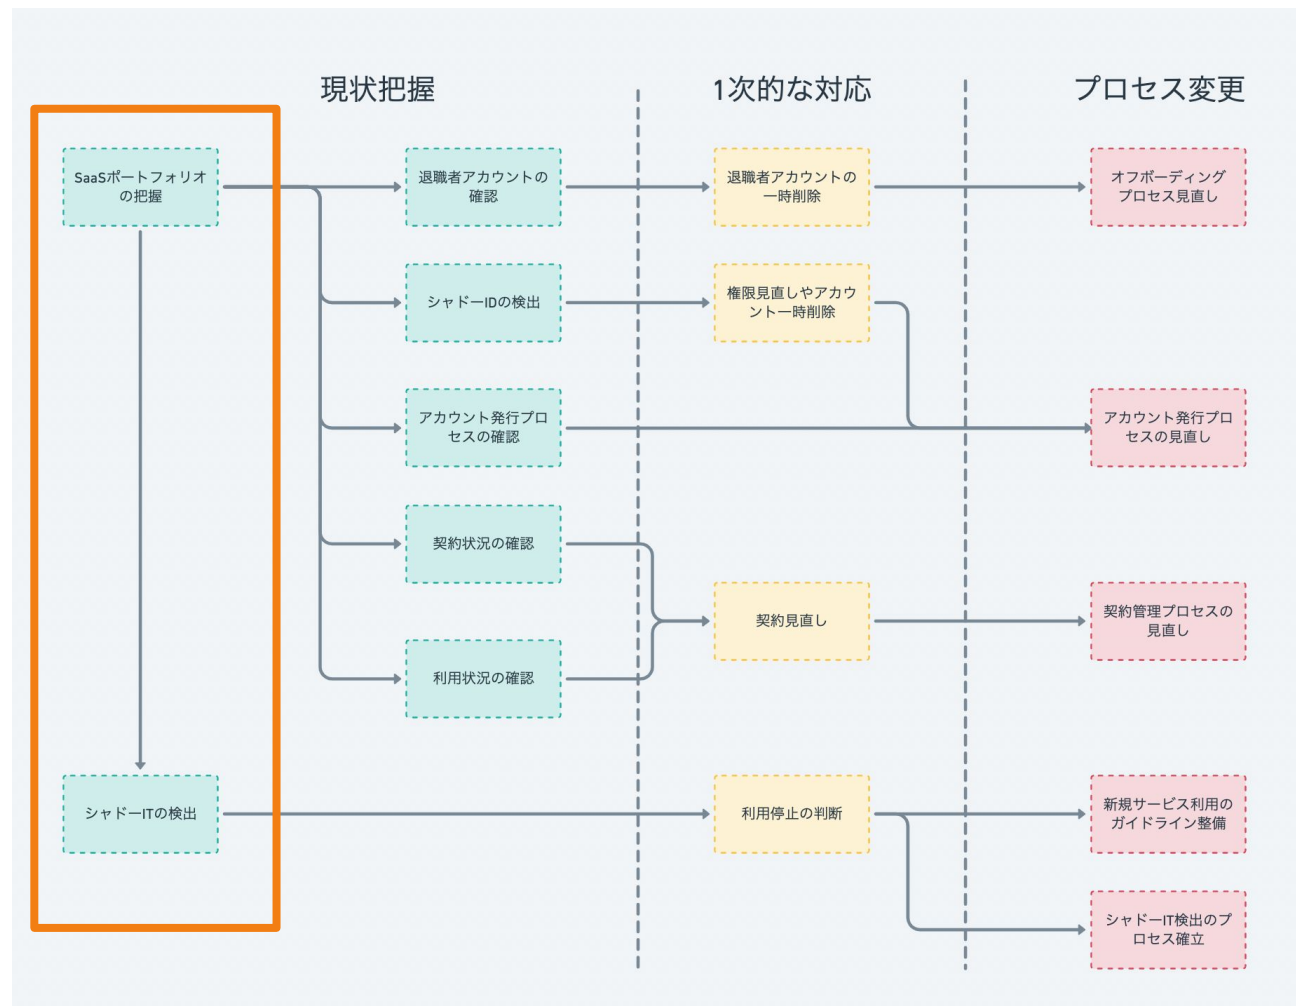 現状把握
1次的な対応
プロセス変更
SaaSポートフォリオ
の把握
退職者アカウントの
確認
退職者アカウントの
一時削除
オフボーディング
プロセス見直し
シャドーIDの検出
権限見直しやアカウ
ント一時削除
アカウント発行プロ
セスの確認
アカウント発行プロ
セスの見直し
契約状況の確認
契約見直し
契約管理プロセスの
見直し
利用状況の確認
シャドーITの検出
利用停止の判断
新規サービス利用の
ガイドライン整備
シャドーIT検出のプ
ロセス確立